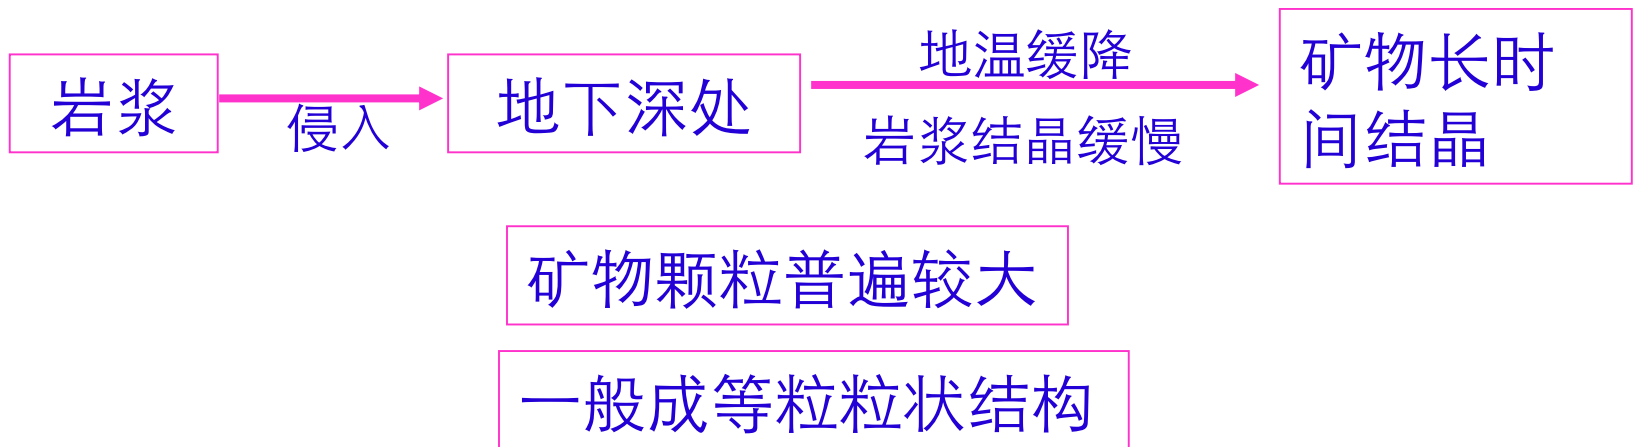 岩浆
侵入
地下深处
地温缓降
岩浆结晶缓慢
矿物长时
间结晶
矿物颗粒普遍较大
一般成等粒粒状结构